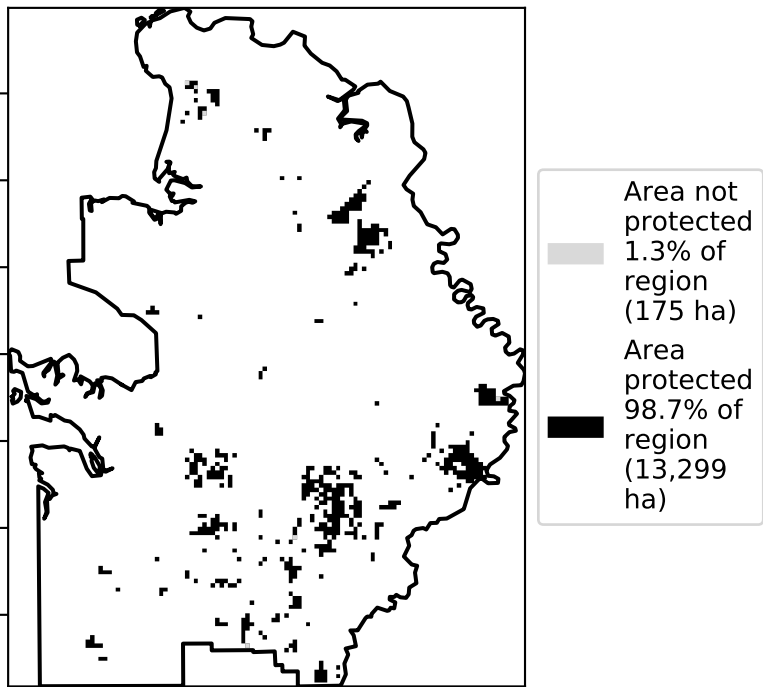 Area not
protected
1.3% of
region
(175 ha)
Area
protected
98.7% of
region
(13,299
ha)